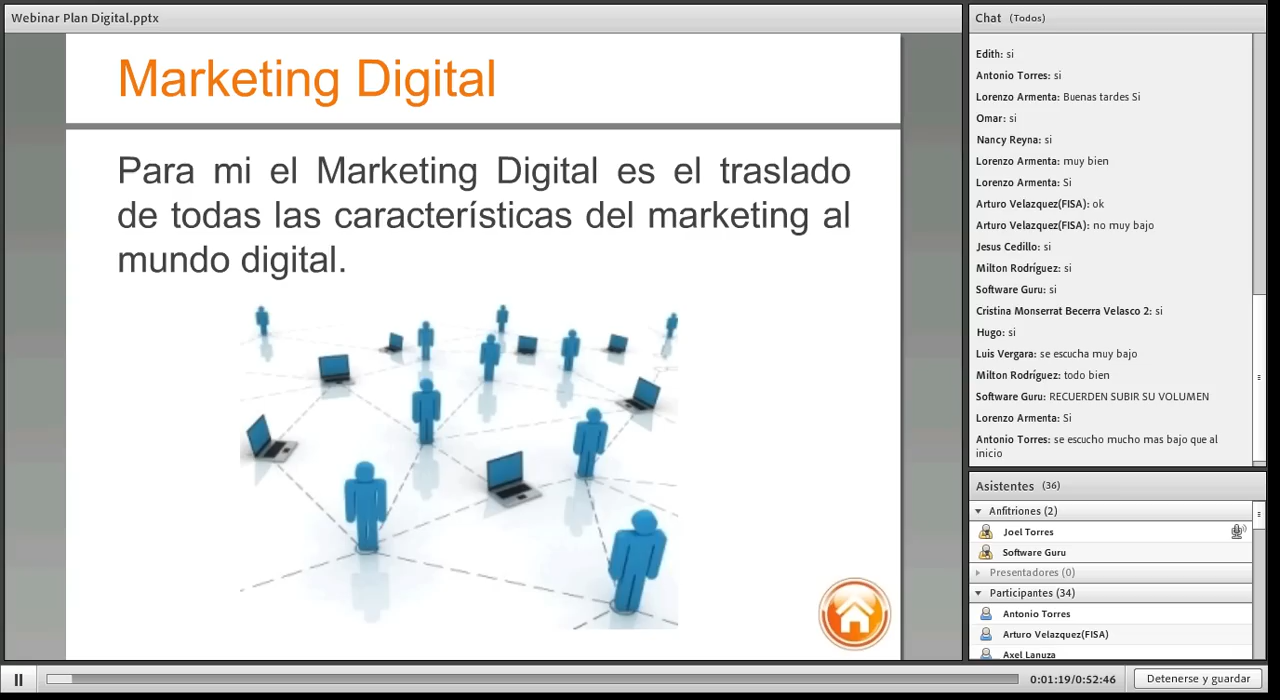 Webinar Plan Digital.pptx
Marketing Digital
Para mi el Marketing Digital es el traslado
de todas las características del marketing al
mundo digital.
Chat (Todos)
Edith: si
Antonio Torres: si
Lorenzo Armenta: Buenas tardes Si
Omar: si
Nancy Reyna: si
Lorenzo Armenta: muy bien
Lorenzo Armenta: Si
Arturo Velazquez(FISA): ok
Arturo Velazquez(FISA): no muy bajo
Jesus Cedillo: si
Milton Rodríguez: si
Software Guru: si
Cristina Monserrat Becerra Velasco 2: si
Hugo: si
Luis Vergara: se escucha muy bajo
Milton Rodríguez: todo bien
Software Guru: RECUERDEN SUBIR SU VOLUMEN
Lorenzo Armenta: Si
Antonio Torres: se escucho mucho mas bajo que al
inicio
Asistentes (36)
Anfitriones (2)
Joel Torres
Software Guru
Presentadores (0)
Participantes (34)
Antonio Torres
Arturo Velazquez(FISA)
Axel Lanuza
0:01:19/0:52:46
Detenerse y guardar